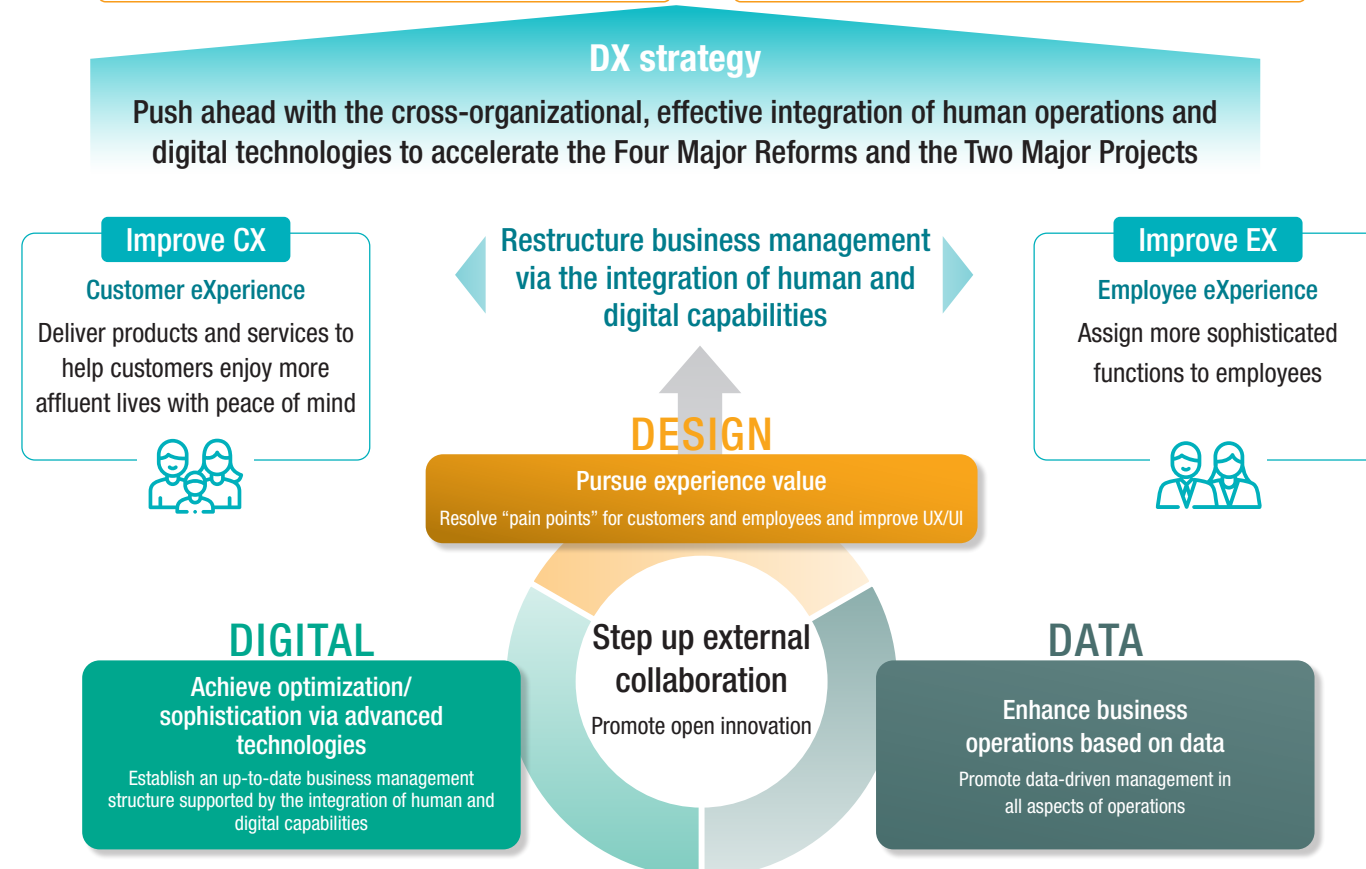 DX strategy
Push ahead with the cross-organizational, effective integration of human operations and
digital technologies to accelerate the Four Major Reforms and the Two Major Projects
Improve CX
Customer eXperience
Deliver products and services to
help customers enjoy more
affluent lives with peace of mind
Restructure business management
via the integration of human and
digital capabilities
Improve EX
Employee eXperience
Assign more sophisticated
functions to employees
DESIGN
Pursue experience value
Resolve “pain points” for customers and employees and improve UX/UI
DIGITAL
Achieve optimization/
sophistication via advanced
technologies
Establish an up-to-date business management
structure supported by the integration of human and
digital capabilities
Step up external
collaboration
Promote open innovation
DATA
Enhance business
operations based on data
Promote data-driven management in
all aspects of operations